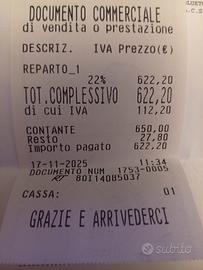 DOCUMENTO COMMERCIALE
di vendita o prestazione
DESCRIZ. IVA Prezzo(€)
REPARTO_1
22% 622,20
TOT.COMPLESSIVO 622,20
di cui IVA 112,20
CONTANTE 650,00
Resto 27,80
Importo pagato 622,20
17-11-2025 11:34
DOCUMENTO NUM 1753-0005
RT 80I14085037
CASSA: 01
GRAZIE E ARRIVEDERCI
subito